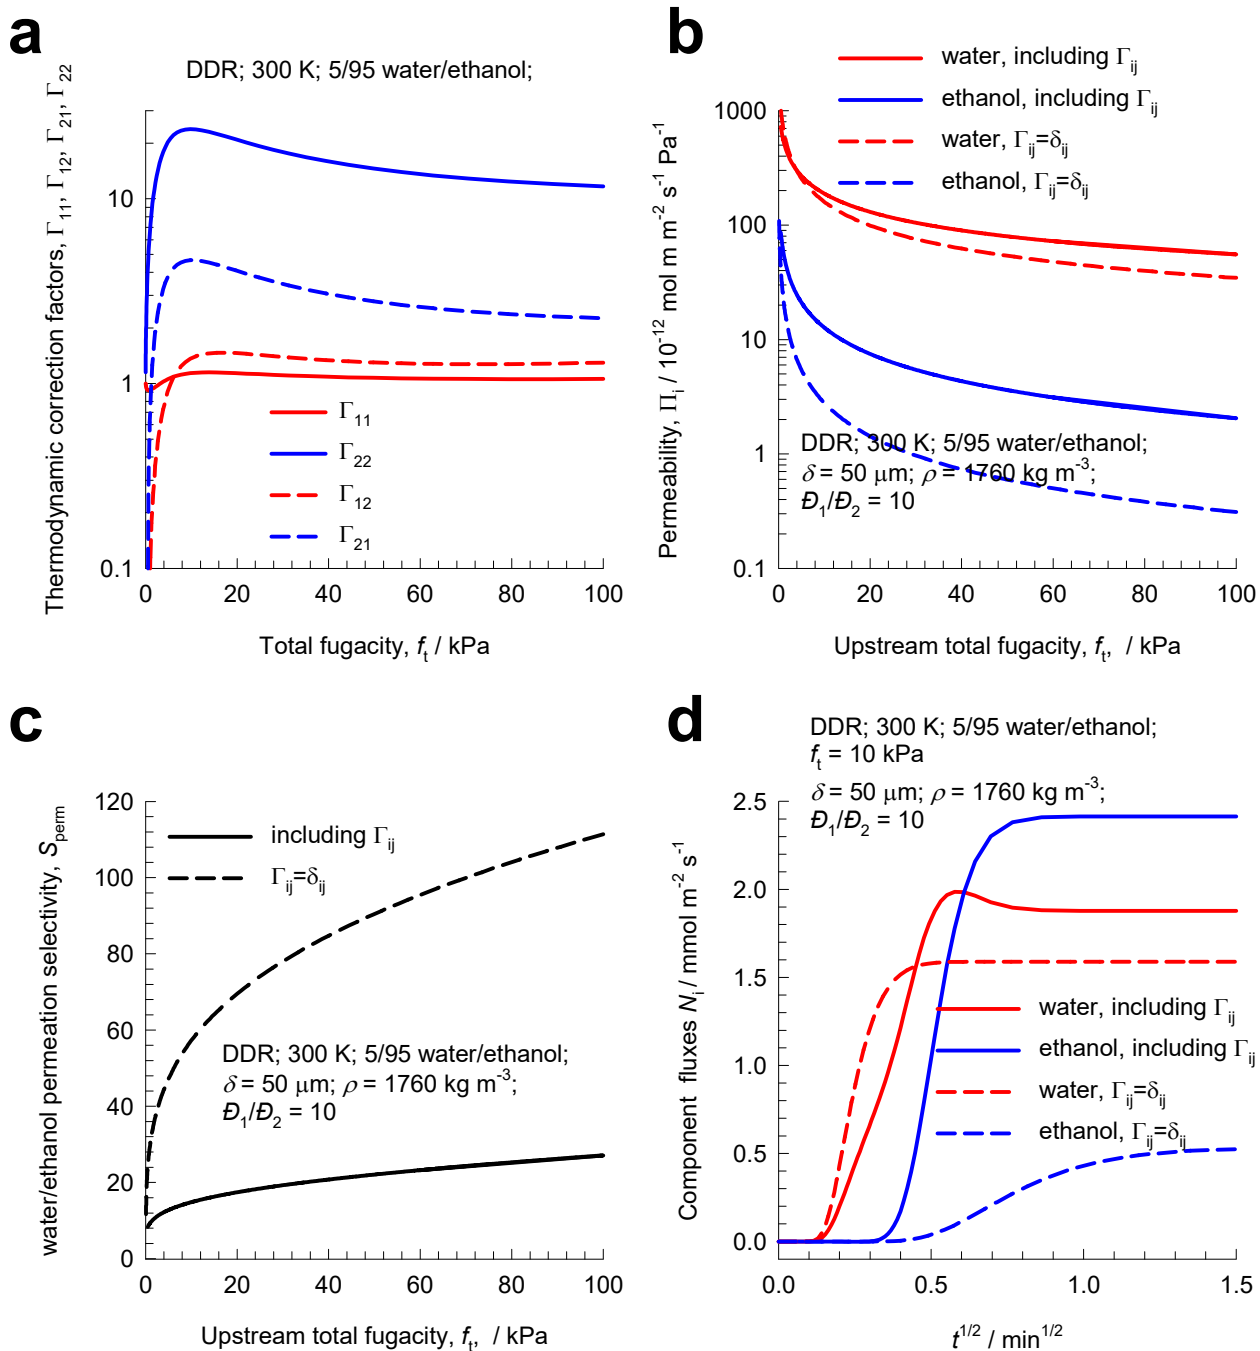 a
DDR; 300 K; 5/95 water/ethanol;
Thermodynamic correction factors, Γ11, Γ12, Γ21, Γ22
10
1
0.1
Γ11
Γ22
Γ12
Γ21
0 20 40 60 80 100
Total fugacity, ft / kPa
b
water, including Γij
ethanol, including Γij
water, Γij=δij
ethanol, Γij=δij
Permeability, Πi / 10-12 mol m-2 s-1 Pa-1
1000
100
10
1
0.1
DDR; 300 K; 5/95 water/ethanol;
δ = 50 μm; ρ = 1760 kg m-3;
Đ1/Đ2 = 10
0 20 40 60 80 100
Upstream total fugacity, ft, / kPa
c
water/ethanol permeation selectivity, Sperm
120
100
80
60
40
20
0
including Γij
Γij=δij
DDR; 300 K; 5/95 water/ethanol;
δ = 50 μm; ρ = 1760 kg m-3;
Đ1/Đ2 = 10
0 20 40 60 80 100
Upstream total fugacity, ft, / kPa
d
DDR; 300 K; 5/95 water/ethanol;
ft = 10 kPa
δ = 50 μm; ρ = 1760 kg m-3;
Đ1/Đ2 = 10
Component fluxes Ni / mmol m-2 s-1
2.5
2.0
1.5
1.0
0.5
0.0
water, including Γij
ethanol, including Γij
water, Γij=δij
ethanol, Γij=δij
0.0 0.5 1.0 1.5
t1/2 / min1/2